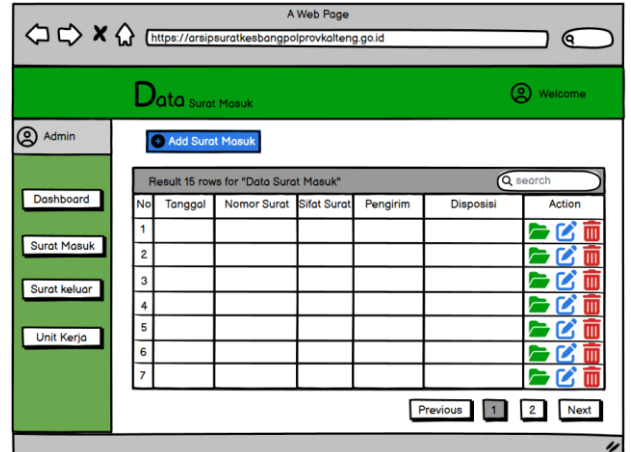 A Web Page
https://arsipsuratkesbangpolprovkalteng.go.id
Data Surat Masuk
Welcome
Admin
Add Surat Masuk
Dashboard
Surat Masuk
Surat keluar
Unit Kerja
Result 15 rows for "Data Surat Masuk"
search
No Tanggal Nomor Surat Sifat Surat Pengirim Disposisi Action
1
2
3
4
5
6
7
Previous 1 2 Next